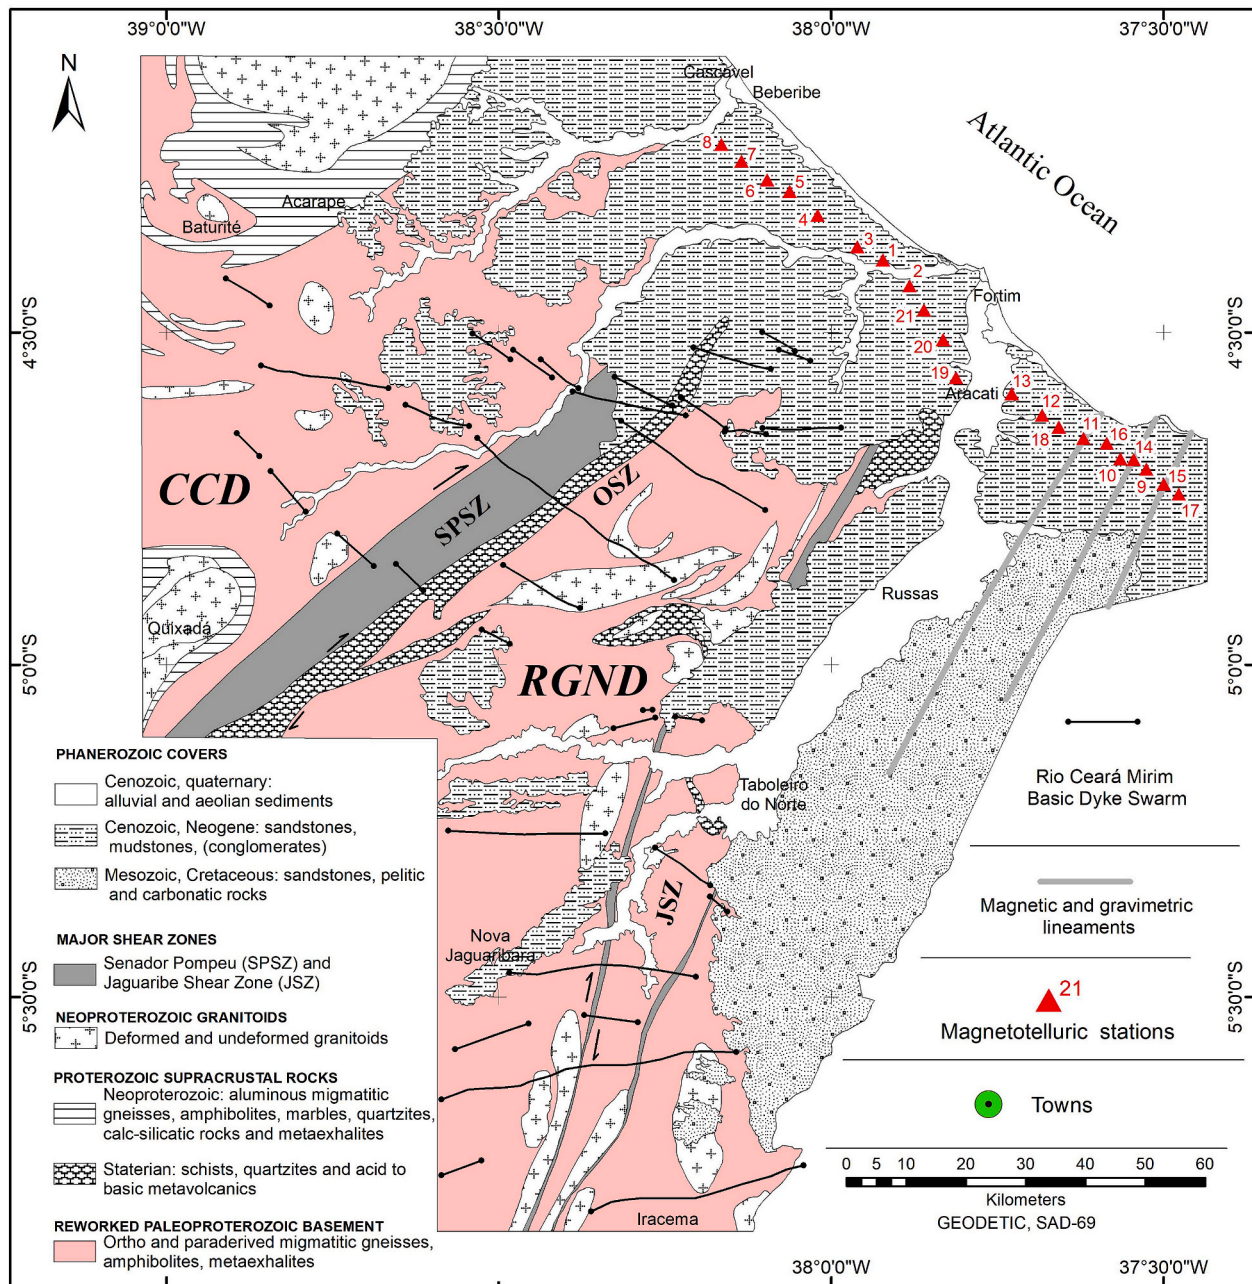 39°0'0"W
38°30'0"W
38°0'0"W
37°30'0"W
N
Cascavel
Beberibe
Atlantic Ocean
8
7
6
5
4
3
1
2
21
20
19
13
12
18
11
16
10
14
9
15
17
Acarape
Baturité
Fortim
Aracati
4°30'0"S
4°30'0"S
CCD
SPSZ
OSZ
Quixadá
Russas
RGND
5°0'0"S
5°0'0"S
Taboleiro
do Norte
JSZ
Nova
Jaguaribara
5°30'0"S
5°30'0"S
Iracema
PHANEROZOIC COVERS
Cenozoic, quaternary:
alluvial and aeolian sediments
Cenozoic, Neogene: sandstones,
mudstones, (conglomerates)
Mesozoic, Cretaceous: sandstones, pelitic
and carbonatic rocks
MAJOR SHEAR ZONES
Senador Pompeu (SPSZ) and
Jaguaribe Shear Zone (JSZ)
NEOPROTEROZOIC GRANITOIDS
Deformed and undeformed granitoids
PROTEROZOIC SUPRACRUSTAL ROCKS
Neoproterozoic: aluminous migmatitic
gneisses, amphibolites, marbles, quartzites,
calc-silicatic rocks and metaexhalites
Staterian: schists, quartzites and acid to
basic metavolcanics
REWORKED PALEOPROTEROZOIC BASEMENT
Ortho and paraderived migmatitic gneisses,
amphibolites, metaexhalites
Rio Ceará Mirim
Basic Dyke Swarm
Magnetic and gravimetric
lineaments
21
Magnetotelluric stations
Towns
0 5 10 20 30 40 50 60
Kilometers
GEODETIC, SAD-69
39°0'0"W
38°0'0"W
37°30'0"W